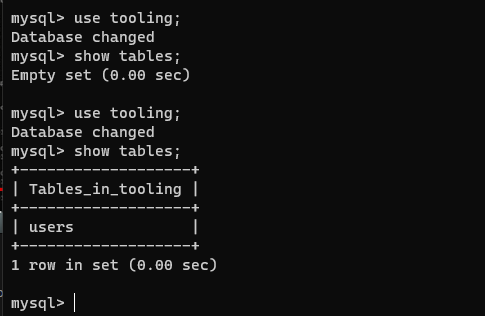 mysql> use tooling;
Database changed
mysql> show tables;
Empty set (0.00 sec)

mysql> use tooling;
Database changed
mysql> show tables;
+-------------------+
| Tables_in_tooling |
+-------------------+
| users             |
+-------------------+
1 row in set (0.00 sec)

mysql>